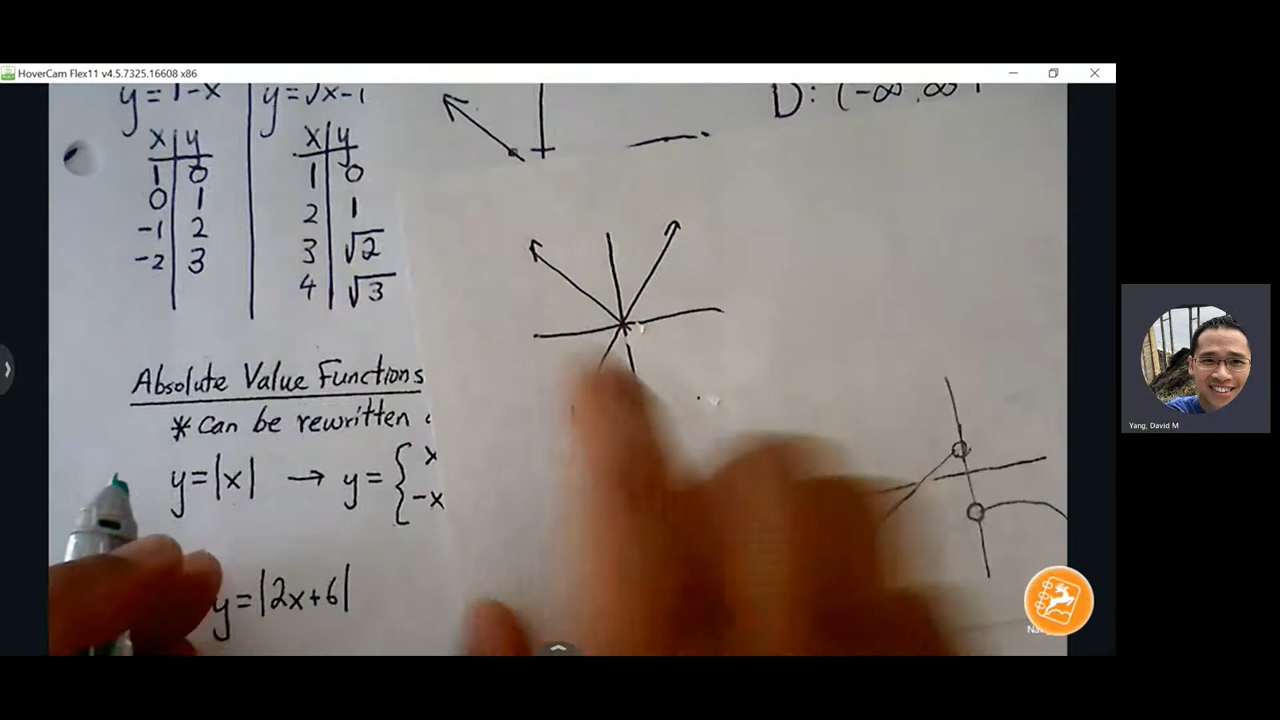 HoverCam Flex11 v4.5.7325.16608 x86
y=1-x y=√x-1
D: (-∞, ∞)
x y x y
1 0 1 0
0 1 2 1
-1 2 3 √2
-2 3 4 √3
Absolute Value Functions
* Can be rewritten
y=|x| → y={ x
-x
y=|2x+6|
Yang, David M